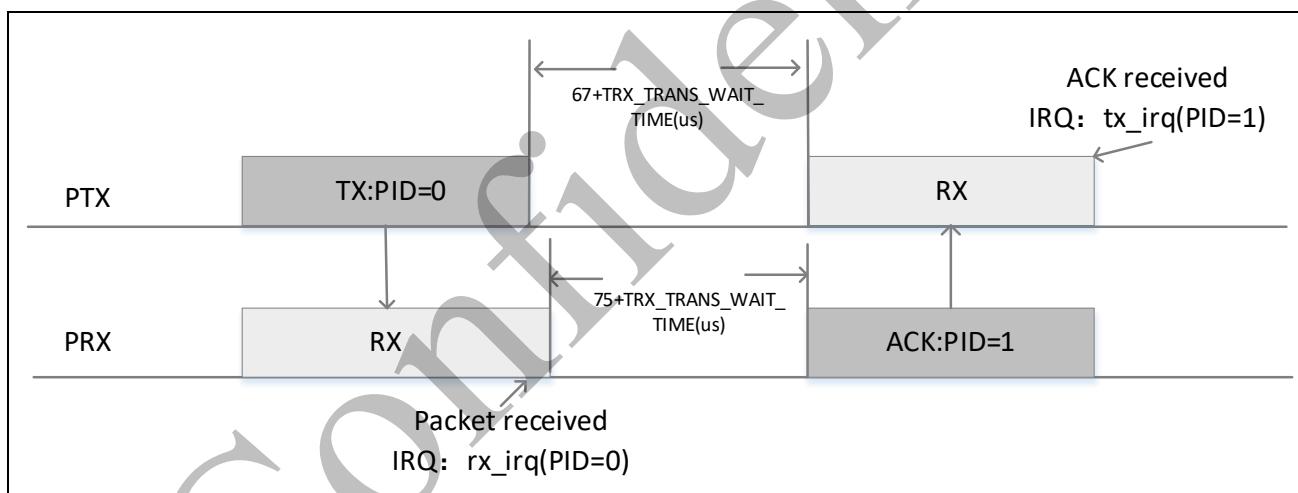 67+TRX_TRANS_WAIT_
TIME(us)
ACK received
IRQ：tx_irq(PID=1)
PTX
TX:PID=0
RX
75+TRX_TRANS_WAIT_
TIME(us)
PRX
RX
ACK:PID=1
Packet received
IRQ：rx_irq(PID=0)
Confiden